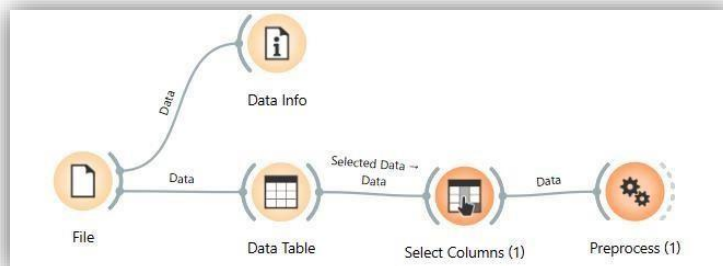 Data
Data Info
File
Data
Data Table
Selected Data →
Data
Select Columns (1)
Data
Preprocess (1)